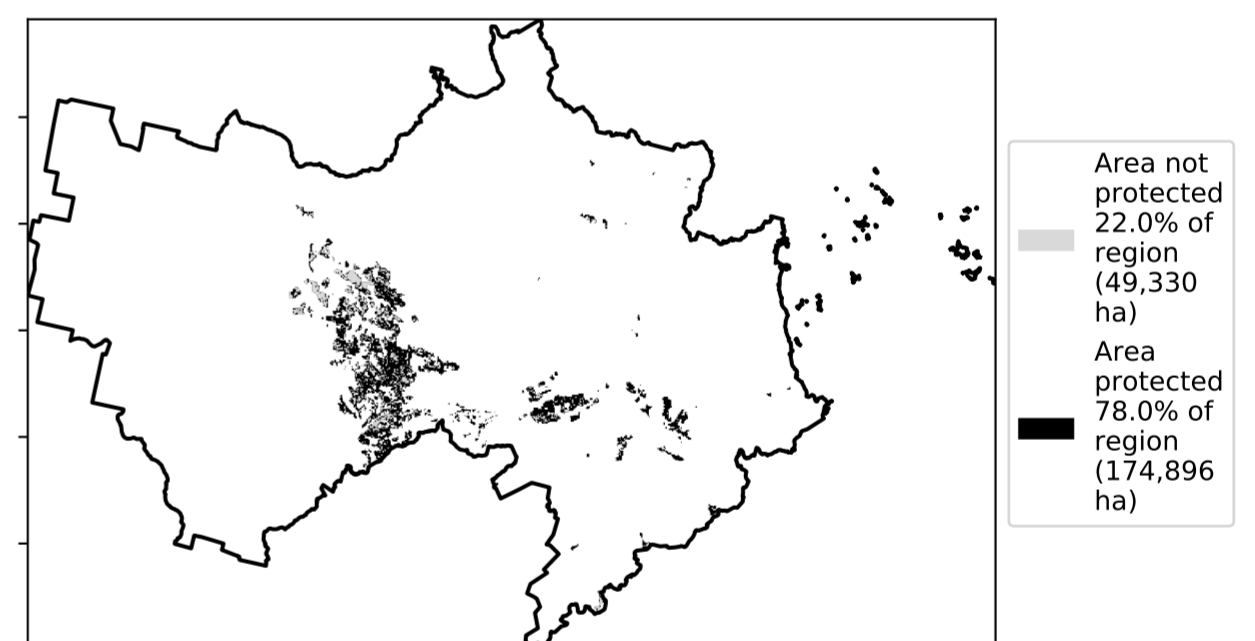 Area not
protected
22.0% of
region
(49,330
ha)
Area
protected
78.0% of
region
(174,896
ha)